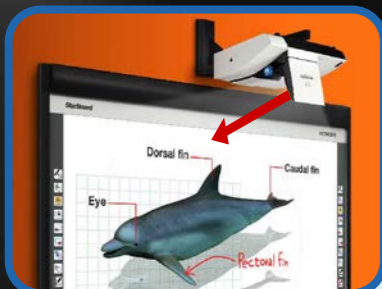 StarBoard
HITACHI
Dorsal fin
Caudal fin
Eye
Pectoral fin